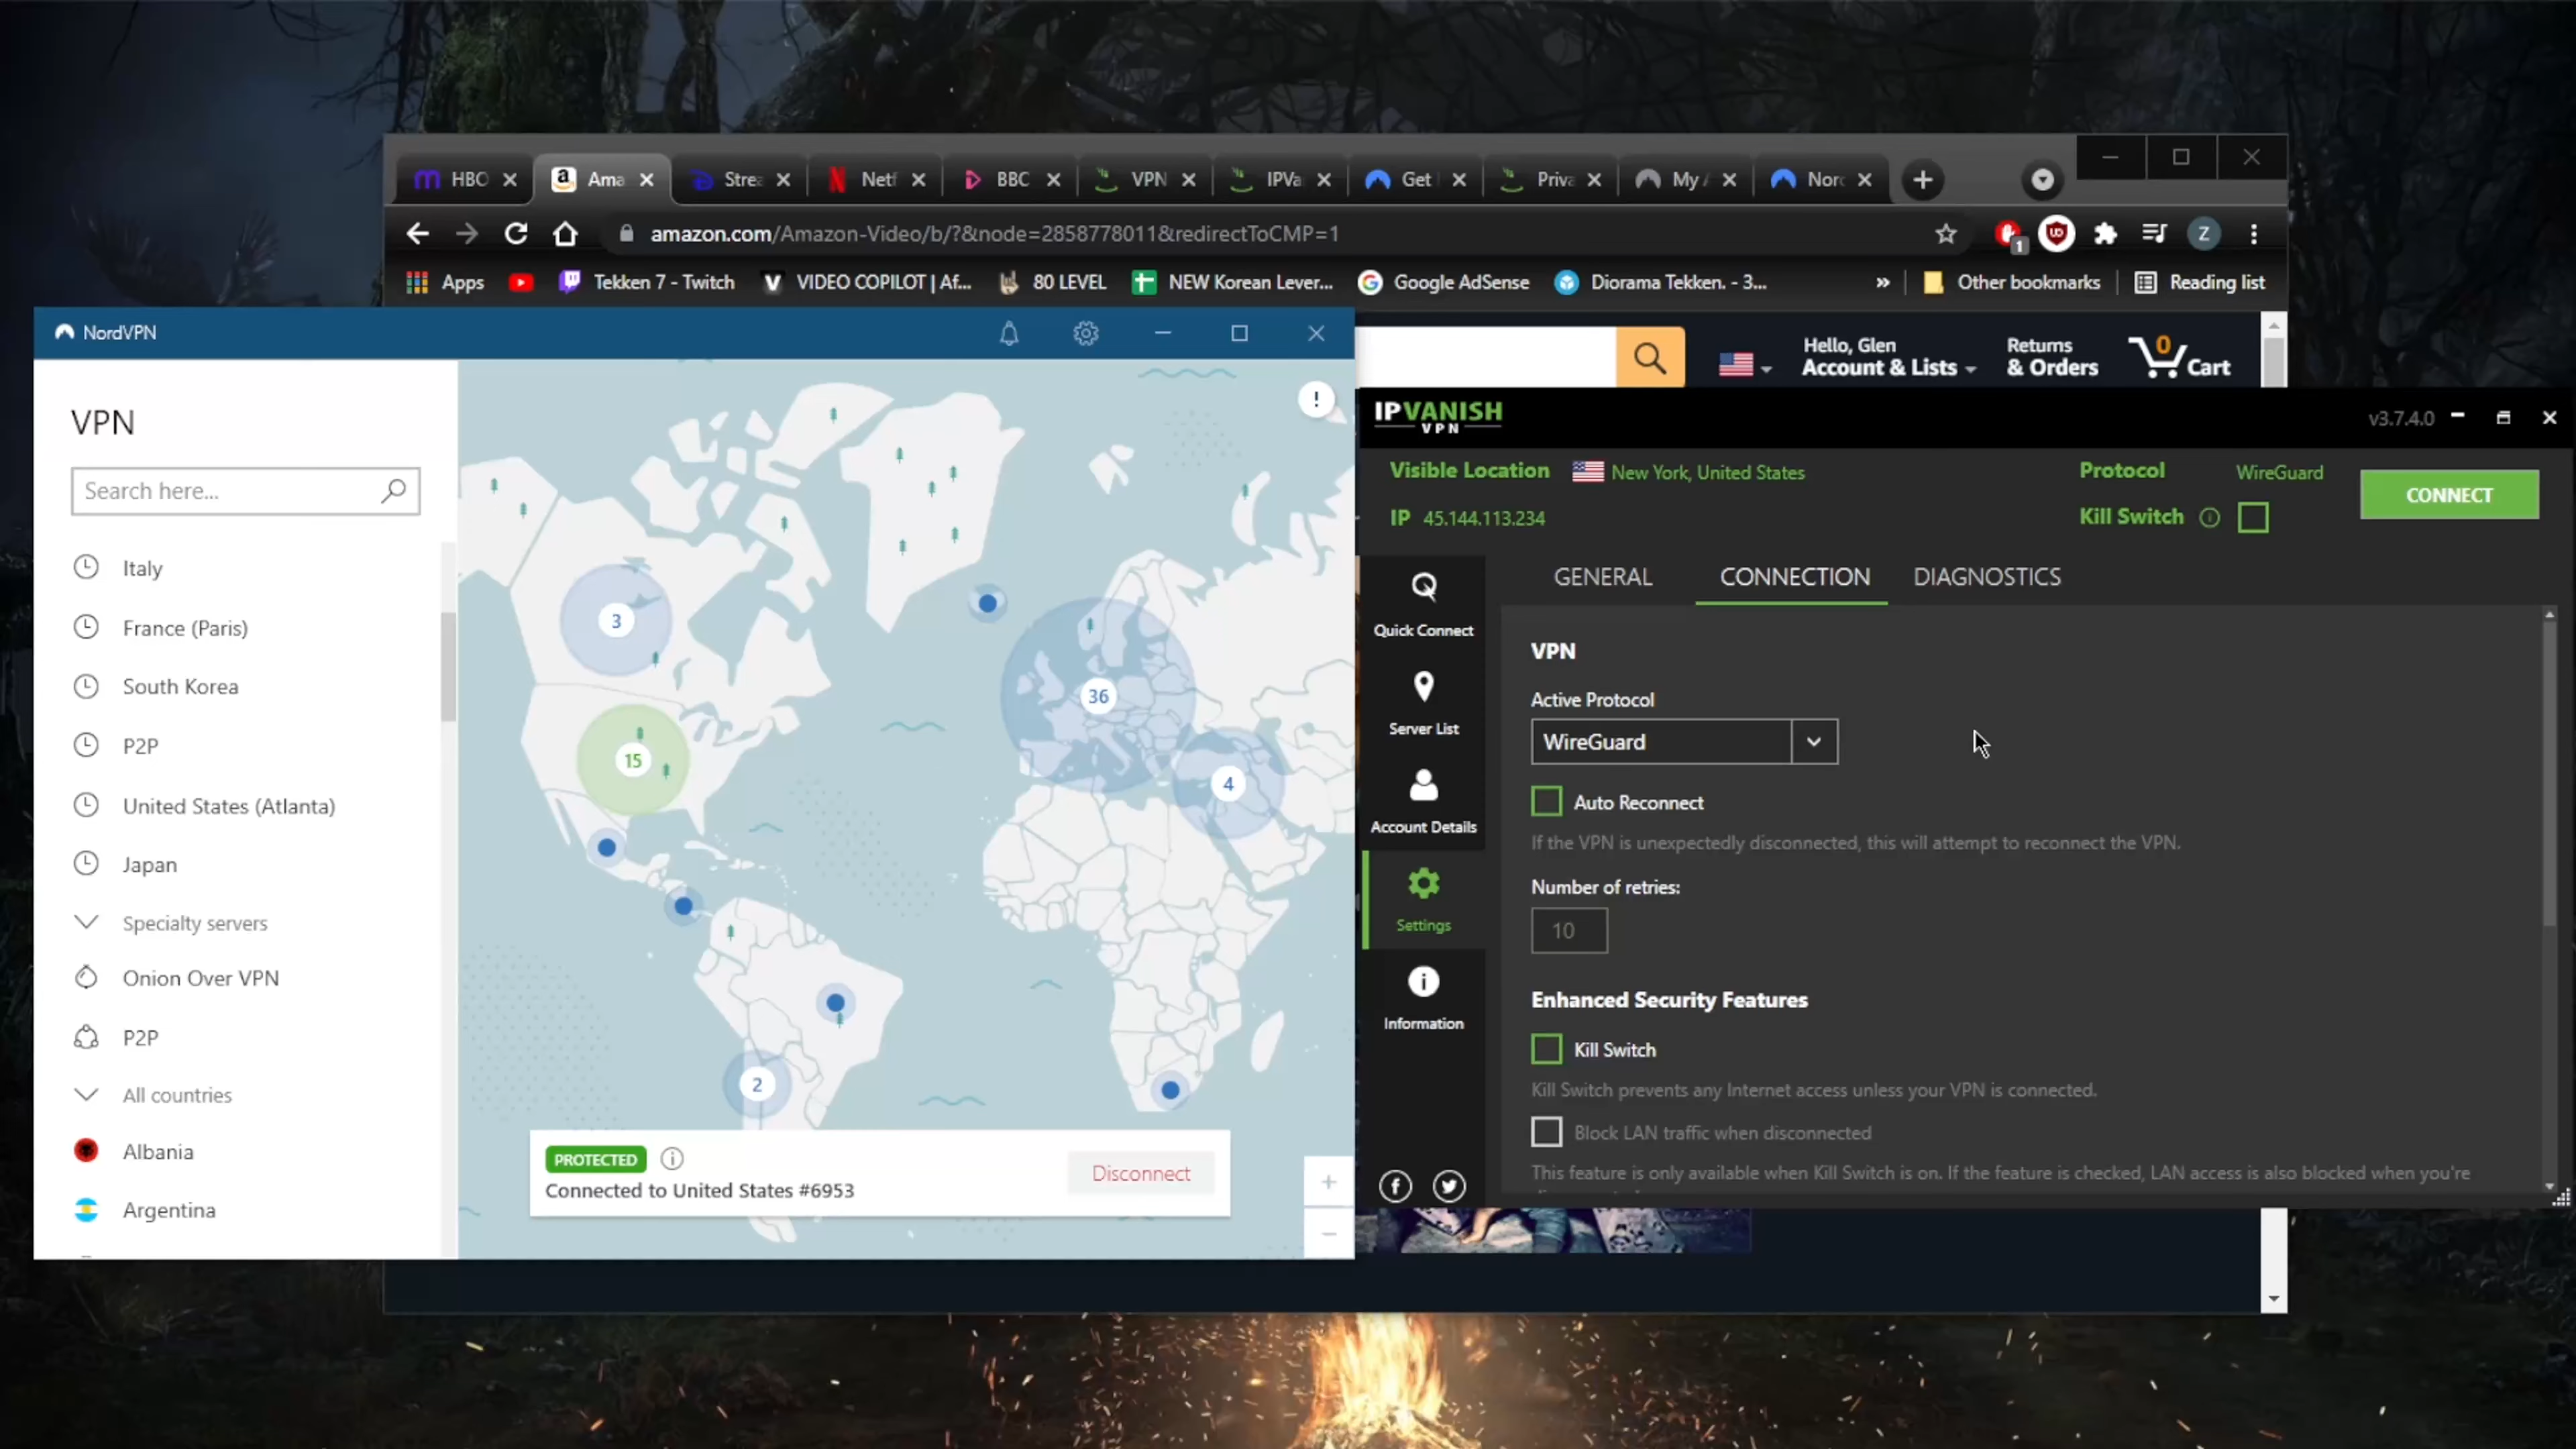 HBO
Ama
Strea
Netf
BBC
VPN
IPVa
Get
Priva
My A
Nord
amazon.com/Amazon-Video/b/?&node=2858778011&redirectToCMP=1
1
Z
Apps
Tekken 7 - Twitch
VIDEO COPILOT | Af...
80 LEVEL
NEW Korean Lever...
Google AdSense
Diorama Tekken. - 3...
»
Other bookmarks
Reading list
Hello, Glen
Account & Lists
Returns
& Orders
0
Cart
NordVPN
VPN
Search here...
Italy
France (Paris)
South Korea
P2P
United States (Atlanta)
Japan
Specialty servers
Onion Over VPN
P2P
All countries
Albania
Argentina
!
3
15
36
4
2
PROTECTED
Connected to United States #6953
Disconnect
+
−
IPVANISH
VPN
v3.7.4.0
Visible Location
New York, United States
IP 45.144.113.234
Protocol
WireGuard
Kill Switch
CONNECT
Quick Connect
Server List
Account Details
Settings
Information
GENERAL
CONNECTION
DIAGNOSTICS
VPN
Active Protocol
WireGuard
Auto Reconnect
If the VPN is unexpectedly disconnected, this will attempt to reconnect the VPN.
Number of retries:
10
Enhanced Security Features
Kill Switch
Kill Switch prevents any Internet access unless your VPN is connected.
Block LAN traffic when disconnected
This feature is only available when Kill Switch is on. If the feature is checked, LAN access is also blocked when you're